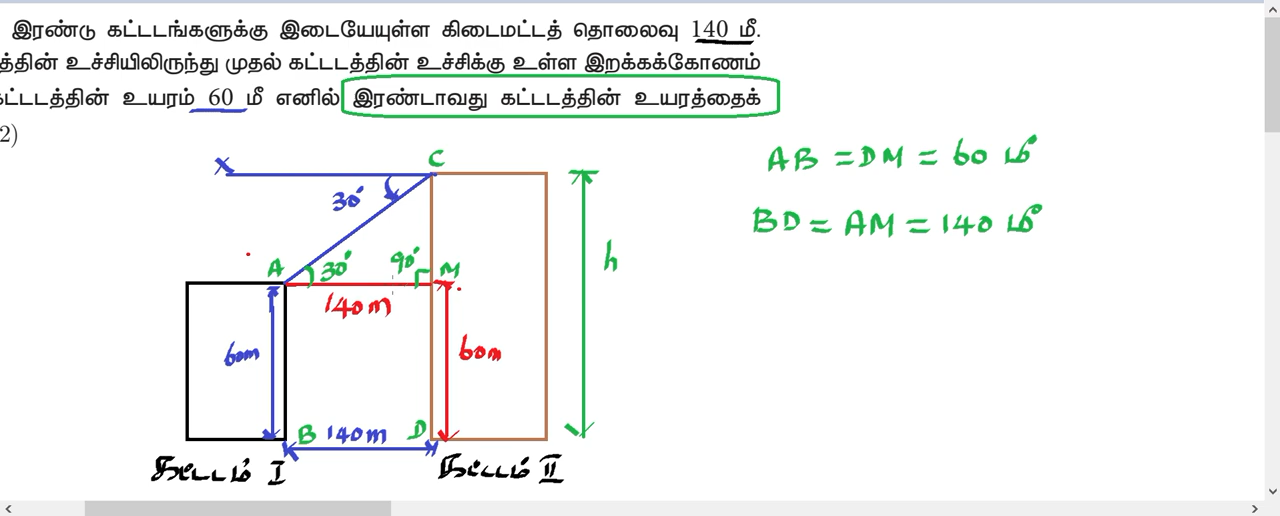 இரண்டு கட்டடங்களுக்கு இடையேயுள்ள கிடைமட்டத் தொலைவு 140 மீ.
த்தின் உச்சியிலிருந்து முதல் கட்டடத்தின் உச்சிக்கு உள்ள இறக்கக்கோணம்
கட்டடத்தின் உயரம் 60 மீ எனில் இரண்டாவது கட்டடத்தின் உயரத்தைக்
2)
X C
30°
A 30° 90° M
140m
60m 60m
h
B 140m D
கட்டடம் I கட்டடம் II
AB = DM = 60 மீ
BD = AM = 140 மீ